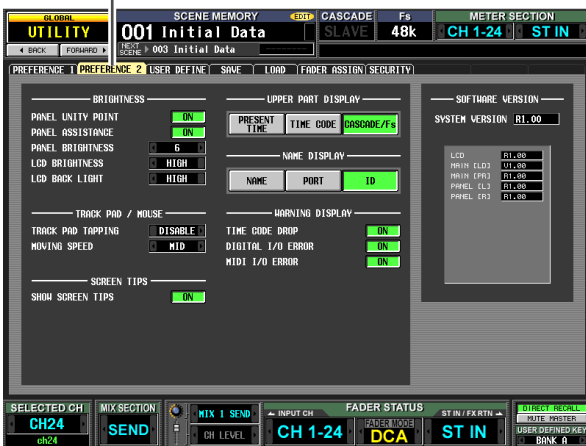 GLOBAL
UTILITY
BACK
FORWARD
SCENE MEMORY
EDIT
001 Initial Data
NEXT SCENE
003 Initial Data
CASCADE
SLAVE
Fs
48k
METER SECTION
CH 1-24
ST IN
PREFERENCE 1
PREFERENCE 2
USER DEFINE
SAVE
LOAD
FADER ASSIGN
SECURITY
BRIGHTNESS
PANEL UNITY POINT ON
PANEL ASSISTANCE ON
PANEL BRIGHTNESS 6
LCD BRIGHTNESS HIGH
LCD BACK LIGHT HIGH
TRACK PAD / MOUSE
TRACK PAD TAPPING DISABLE
MOVING SPEED MID
SCREEN TIPS
SHOW SCREEN TIPS ON
UPPER PART DISPLAY
PRESENT TIME
TIME CODE
CASCADE/Fs
NAME DISPLAY
NAME
PORT
ID
WARNING DISPLAY
TIME CODE DROP ON
DIGITAL I/O ERROR ON
MIDI I/O ERROR ON
SOFTWARE VERSION
SYSTEM VERSION R1.00
LCD R1.00
MAIN [LD] V1.00
MAIN [PR] R1.00
PANEL [L] R1.00
PANEL [R] R1.00
SELECTED CH
CH24
ch24
MIX SECTION
SEND
MIX 1 SEND
CH LEVEL
FADER STATUS
INPUT CH
CH 1-24
FADER MODE
DCA
ST IN / FX RTN
ST IN
DIRECT RECALL
MUTE MASTER
USER DEFINED KEY
BANK A